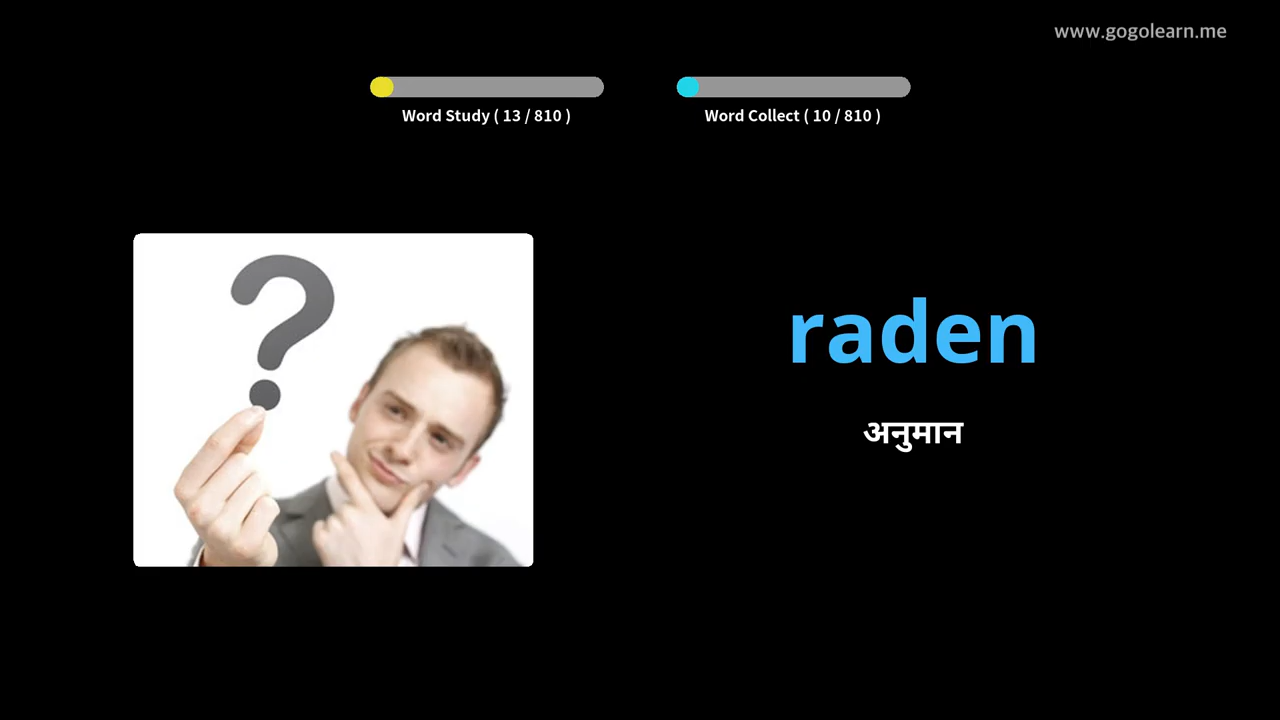 www.gogolearn.me
Word Study ( 13 / 810 )
Word Collect ( 10 / 810 )
?
raden
अनुमान